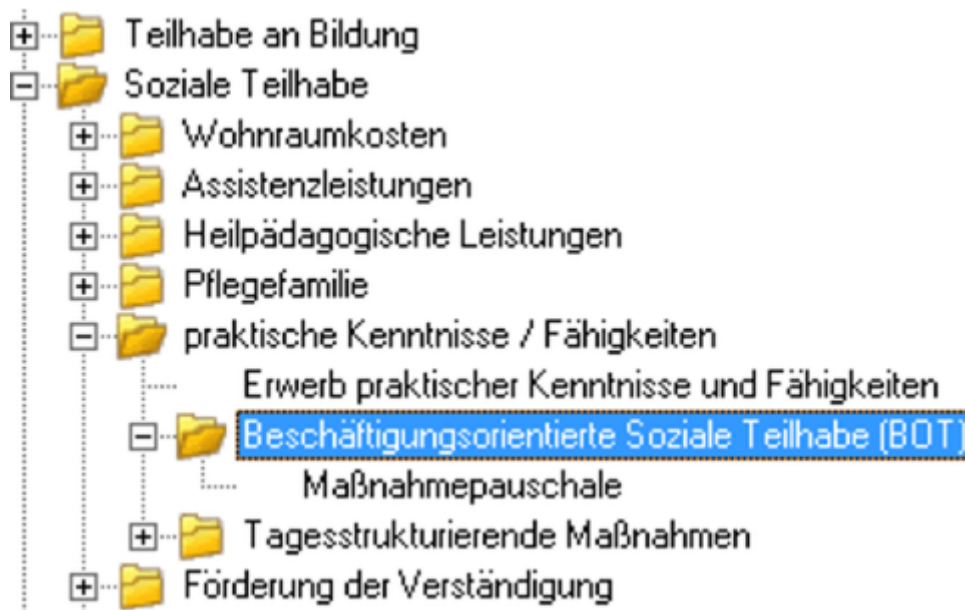 Teilhabe an Bildung
Soziale Teilhabe
Wohnraumkosten
Assistenzleistungen
Heilpädagogische Leistungen
Pflegefamilie
praktische Kenntnisse / Fähigkeiten
Erwerb praktischer Kenntnisse und Fähigkeiten
Beschäftigungsorientierte Soziale Teilhabe (BOT)
Maßnahmepauschale
Tagesstrukturierende Maßnahmen
Förderung der Verständigung